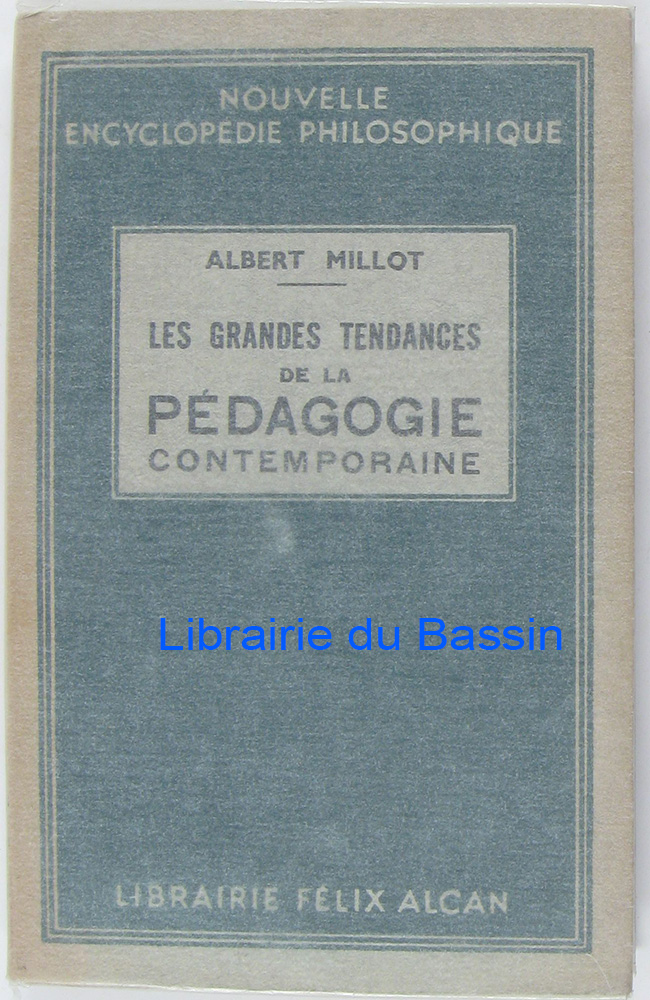 NOUVELLE
ENCYCLOPÉDIE PHILOSOPHIQUE
ALBERT MILLOT
LES GRANDES TENDANCES
DE LA
PÉDAGOGIE
CONTEMPORAINE
Librairie du Bassin
LIBRAIRIE FÉLIX ALCAN